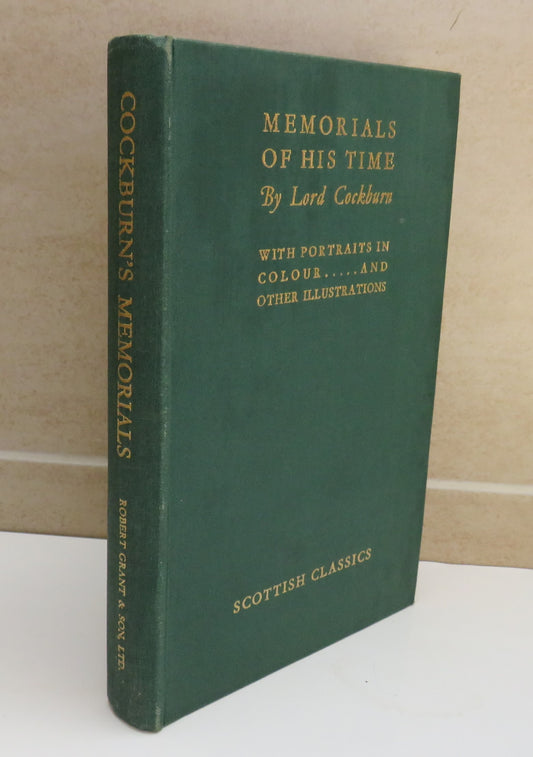 COCKBURN'S MEMORIALS
ROBERT GRANT & SON, LTD.
MEMORIALS
OF HIS TIME
By Lord Cockburn
WITH PORTRAITS IN
COLOUR.....AND
OTHER ILLUSTRATIONS
SCOTTISH CLASSICS